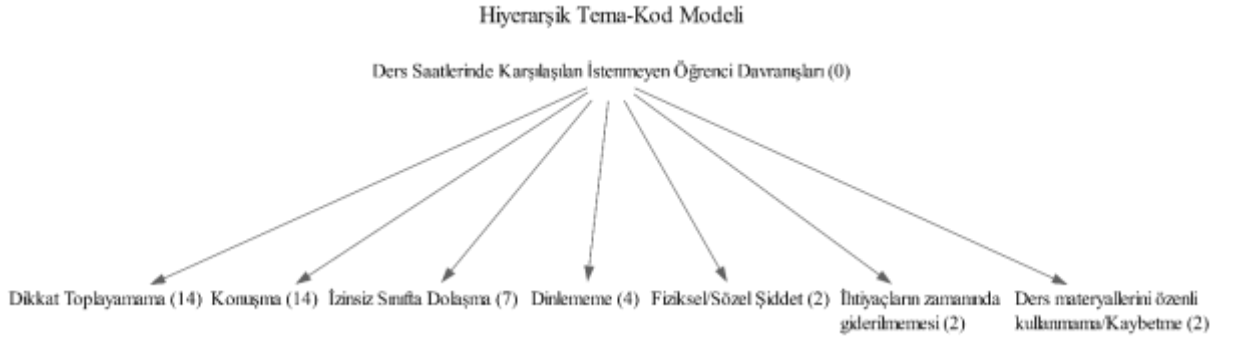 Hiyerarşik Tema-Kod Modeli
Ders Saatlerinde Karşılaşılan İstenmeyen Öğrenci Davranışları (0)
Dikkat Toplayamama (14)
Konuşma (14)
İzinsiz Sınıfta Dolaşma (7)
Dinlememe (4)
Fiziksel/Sözel Şiddet (2)
İhtiyaçların zamanında
giderilmemesi (2)
Ders materyallerini özenli
kullanmama/Kaybetme (2)